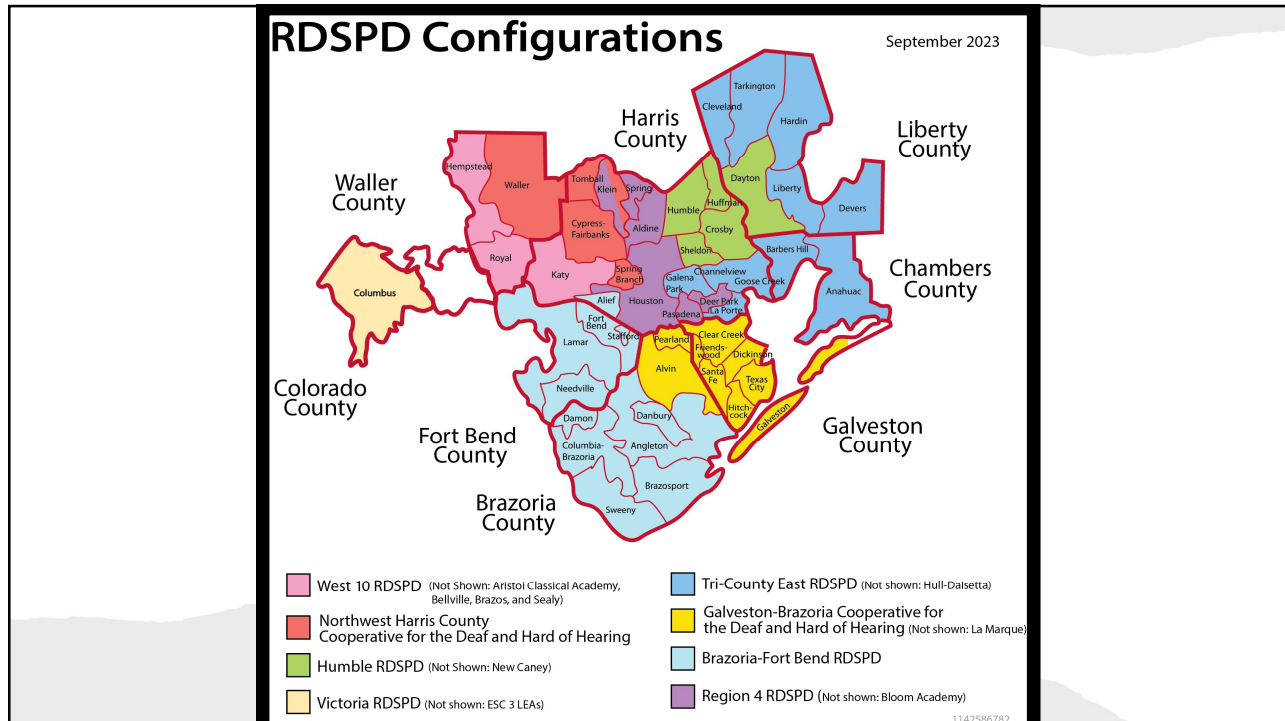 RDSPD Configurations
September 2023
Harris
County
Liberty
County
Waller
County
Chambers
County
Colorado
County
Fort Bend
County
Brazoria
County
Galveston
County
Tarkington
Cleveland
Hardin
Hempstead
Waller
Tomball
Klein
Spring
Dayton
Liberty
Devers
Humble
Huffman
Cypress-
Fairbanks
Aldine
Crosby
Sheldon
Barbers Hill
Royal
Katy
Spring
Branch
Galena
Park
Channelview
Goose Creek
Anahuac
Columbus
Alief
Houston
Deer Park
La Porte
Pasadena
Fort
Bend
Stafford
Lamar
Pearland
Clear Creek
Friends-
wood
Dickinson
Alvin
Santa
Fe
Texas
City
Needville
Hitch-
cock
Galveston
Damon
Danbury
Columbia-
Brazoria
Angleton
Brazosport
Sweeny
West 10 RDSPD (Not Shown: Aristoi Classical Academy,
Bellville, Brazos, and Sealy)
Northwest Harris County
Cooperative for the Deaf and Hard of Hearing
Humble RDSPD (Not Shown: New Caney)
Victoria RDSPD (Not shown: ESC 3 LEAs)
Tri-County East RDSPD (Not shown: Hull-Daisetta)
Galveston-Brazoria Cooperative for
the Deaf and Hard of Hearing (Not shown: La Marque)
Brazoria-Fort Bend RDSPD
Region 4 RDSPD (Not shown: Bloom Academy)
1142586782